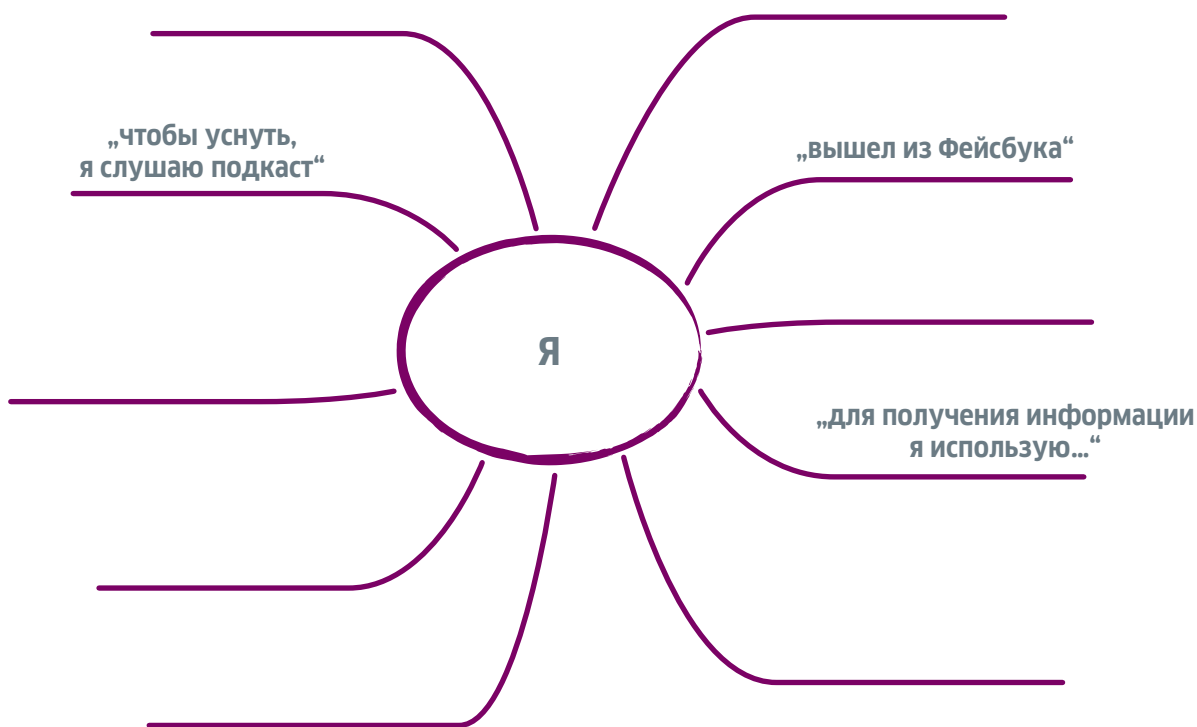 „чтобы уснуть,
я слушаю подкаст“
„вышел из Фейсбука“
Я
„для получения информации
я использую...“